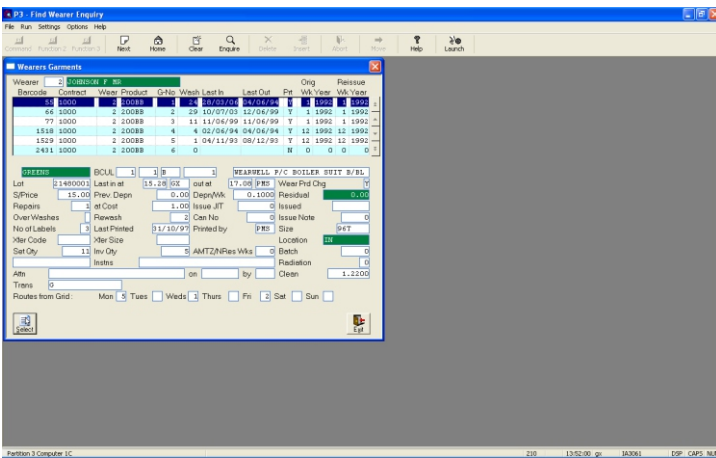 P3 - Find Wearer Enquiry
File Run Settings Options Help
Command Function 2 Function 3 Next Home Clear Enquire Delete Insert Abort Move Help Launch
Wearers Garments
Wearer 2 JOHNSON F MR Orig Reissue
Barcode Contract Wear Product G-No Wash Last In Last Out Prt Wk Year Wk Year
55 1000 2 200BB 1 24 28/03/06 04/06/94 Y 1 1992 1 1992
66 1000 2 200BB 2 29 10/07/03 12/06/99 Y 1 1992 1 1992
77 1000 2 200BB 3 11 11/06/99 11/06/99 Y 1 1992 1 1992
1518 1000 2 200BB 4 4 02/06/94 04/06/94 Y 12 1992 12 1992
1529 1000 2 200BB 5 1 04/11/93 08/12/93 Y 12 1992 12 1992
2431 1000 2 200BB 6 0 N 0 0 0 0
GREENS BCUL 1 1 B 1 WEARWELL P/C BOILER SUIT B/BL
Lot 21480001 Last in at 15.28 GX out at 17.08 PMS Wear Prd Chg Y
S/Price 15.00 Prev. Depn 0.00 Depn/Wk 0.1000 Residual 0.00
Repairs 1 at Cost 1.00 Issue JIT 0 Issued
Over Washes Rewash 2 Can No 0 Issue Note 0
No of Labels 3 Last Printed 31/10/97 Printed by PMS Size 96T
Xfer Code Xfer Size Location IN
Set Qty 11 Inv Qty 5 AMTZ/NRes Wks 0 Batch 0
Instns Radiation 0
Attn on by Clean 1.2200
Trans 0
Routes from Grid : Mon 5 Tues Weds 1 Thurs Fri 2 Sat Sun
Select Exit
Partition 3 Computer 1C 210 13:52:00 gx IA3061 DSP CAPS NU